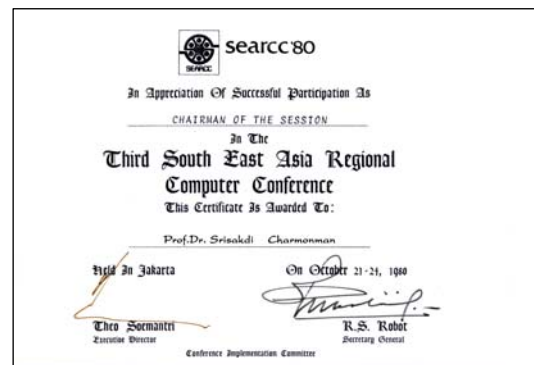 SEARCC
searcc'80
In Appreciation Of Successful Participation As
CHAIRMAN OF THE SESSION
In The
Third South East Asia Regional
Computer Conference
This Certificate Is Awarded To:
Prof.Dr. Srisakdi Charmonman
Held In Jakarta On October 21-24, 1980
Theo Socmantri R.S. Robot
Executive Director Secretary General
Conference Implementation Committee